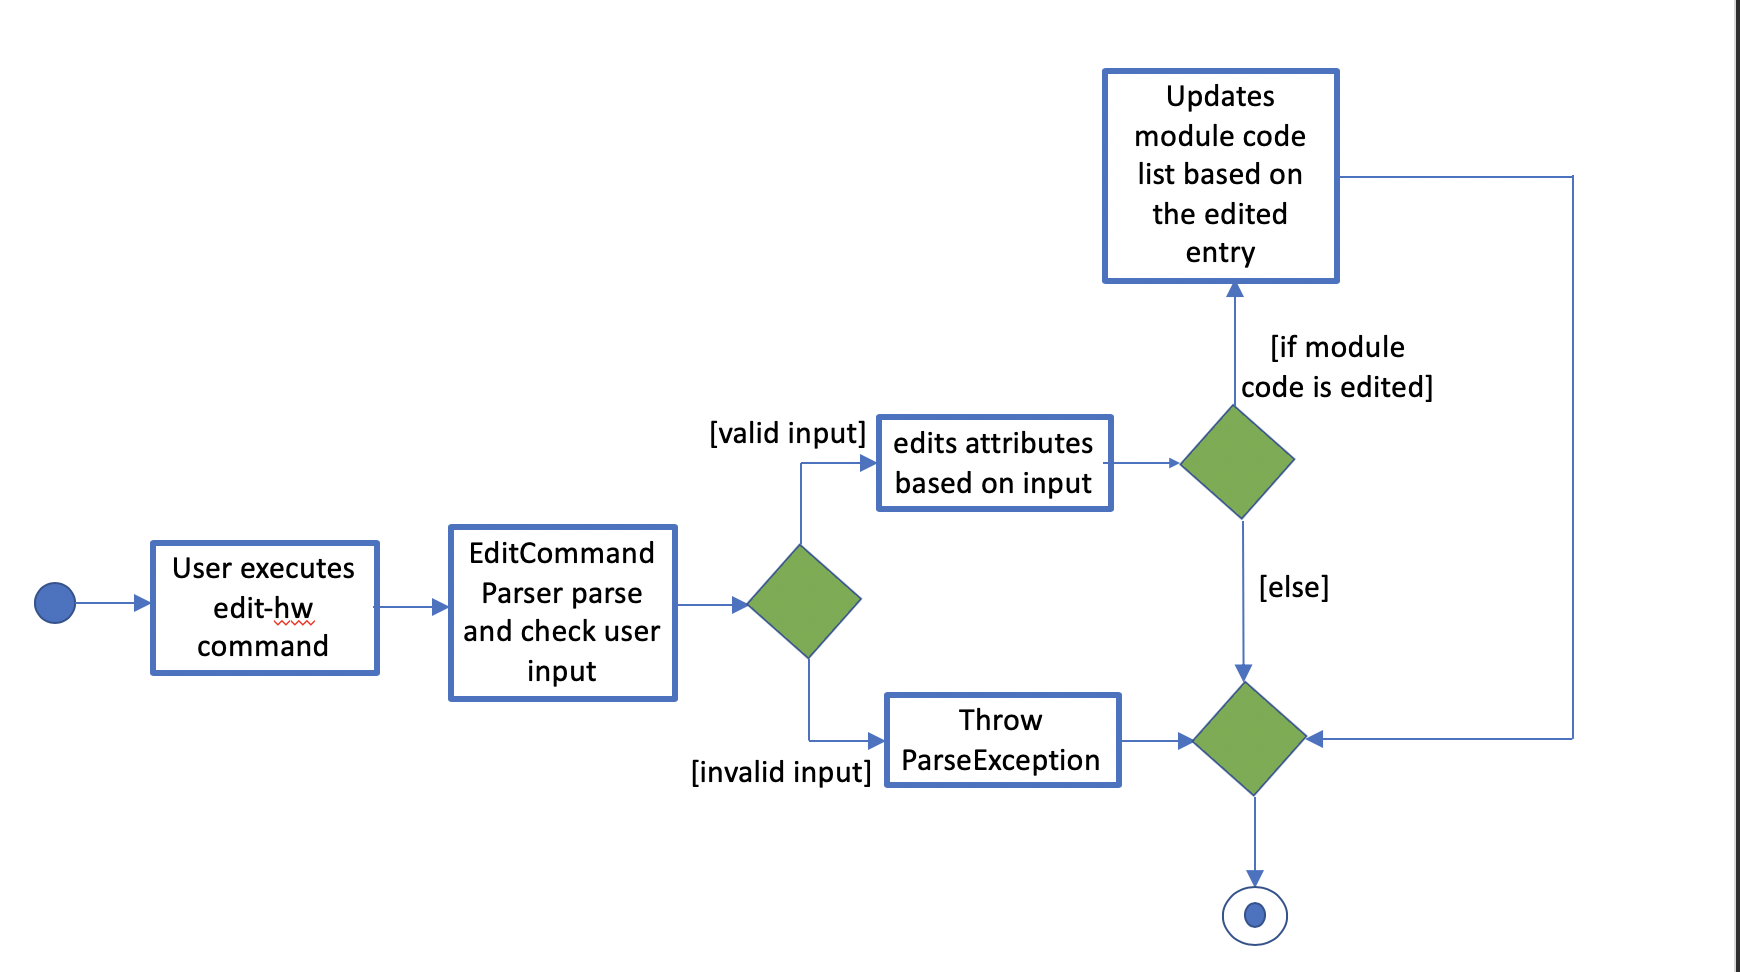 User executes
edit-hw
command
EditCommand
Parser parse
and check user
input
[valid input]
edits attributes
based on input
[if module
code is edited]
Updates
module code
list based on
the edited
entry
[else]
[invalid input]
Throw
ParseException